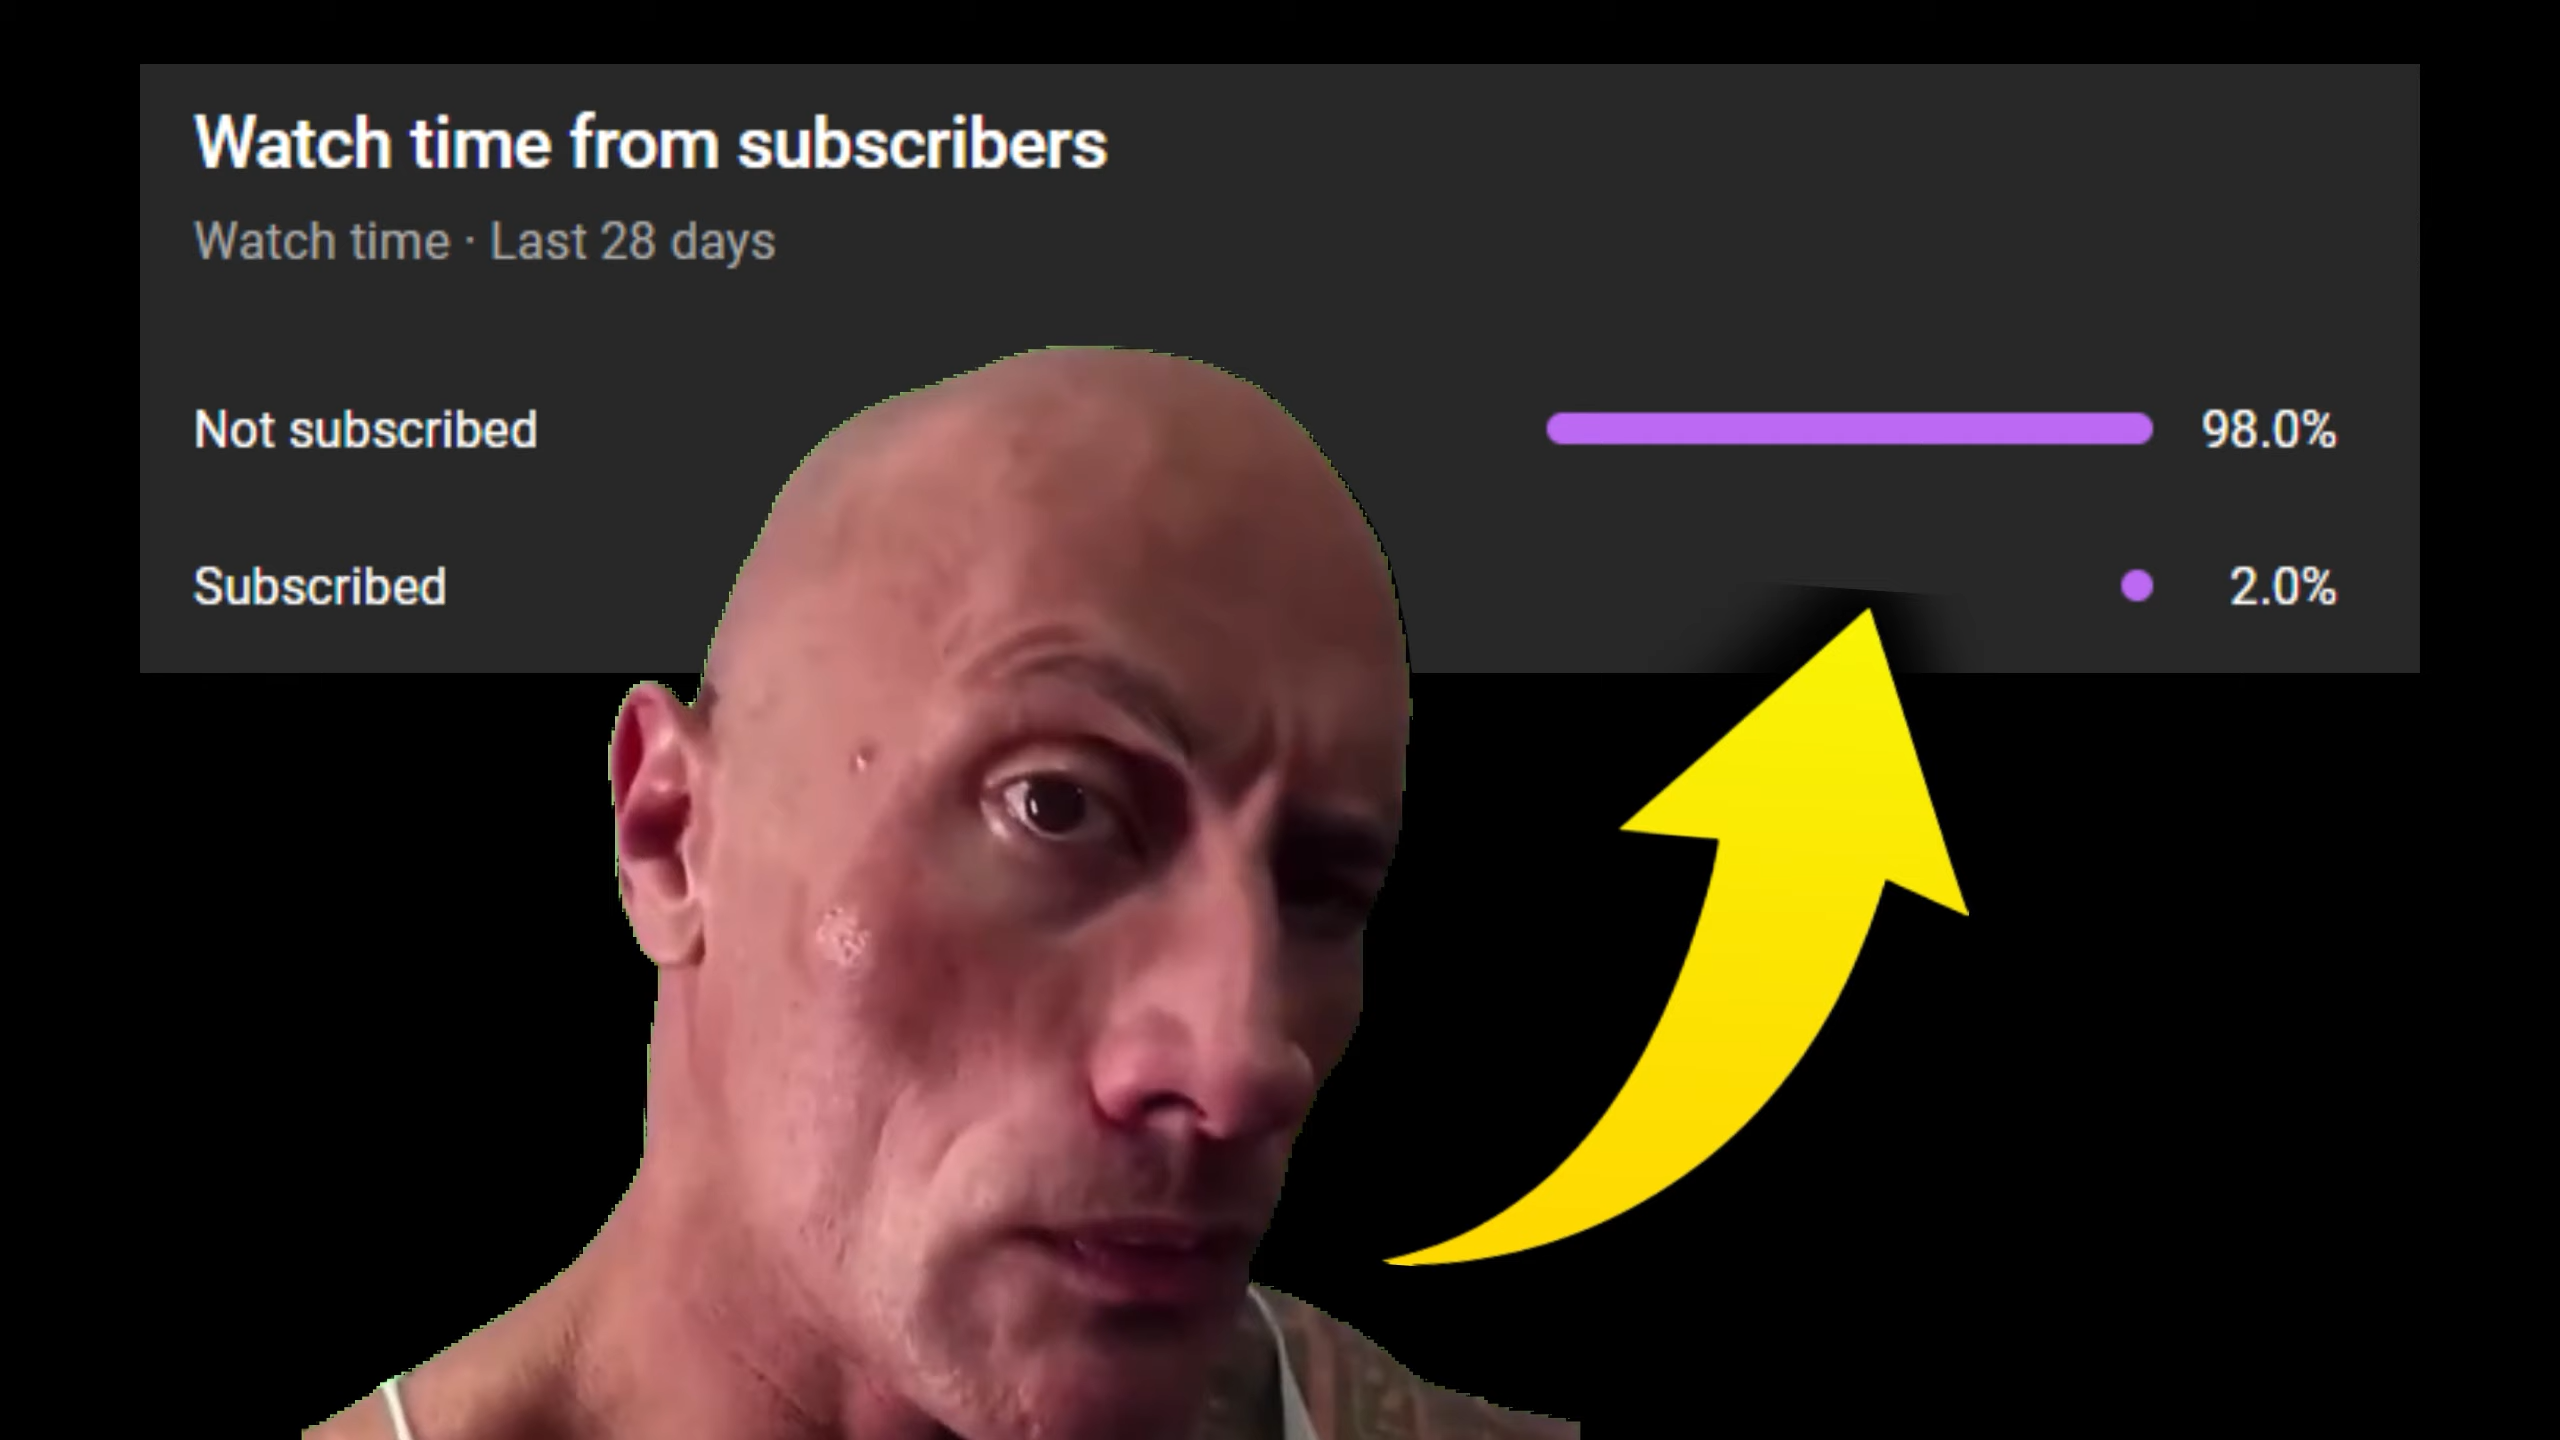 Watch time from subscribers
Watch time · Last 28 days
Not subscribed 98.0%
Subscribed 2.0%